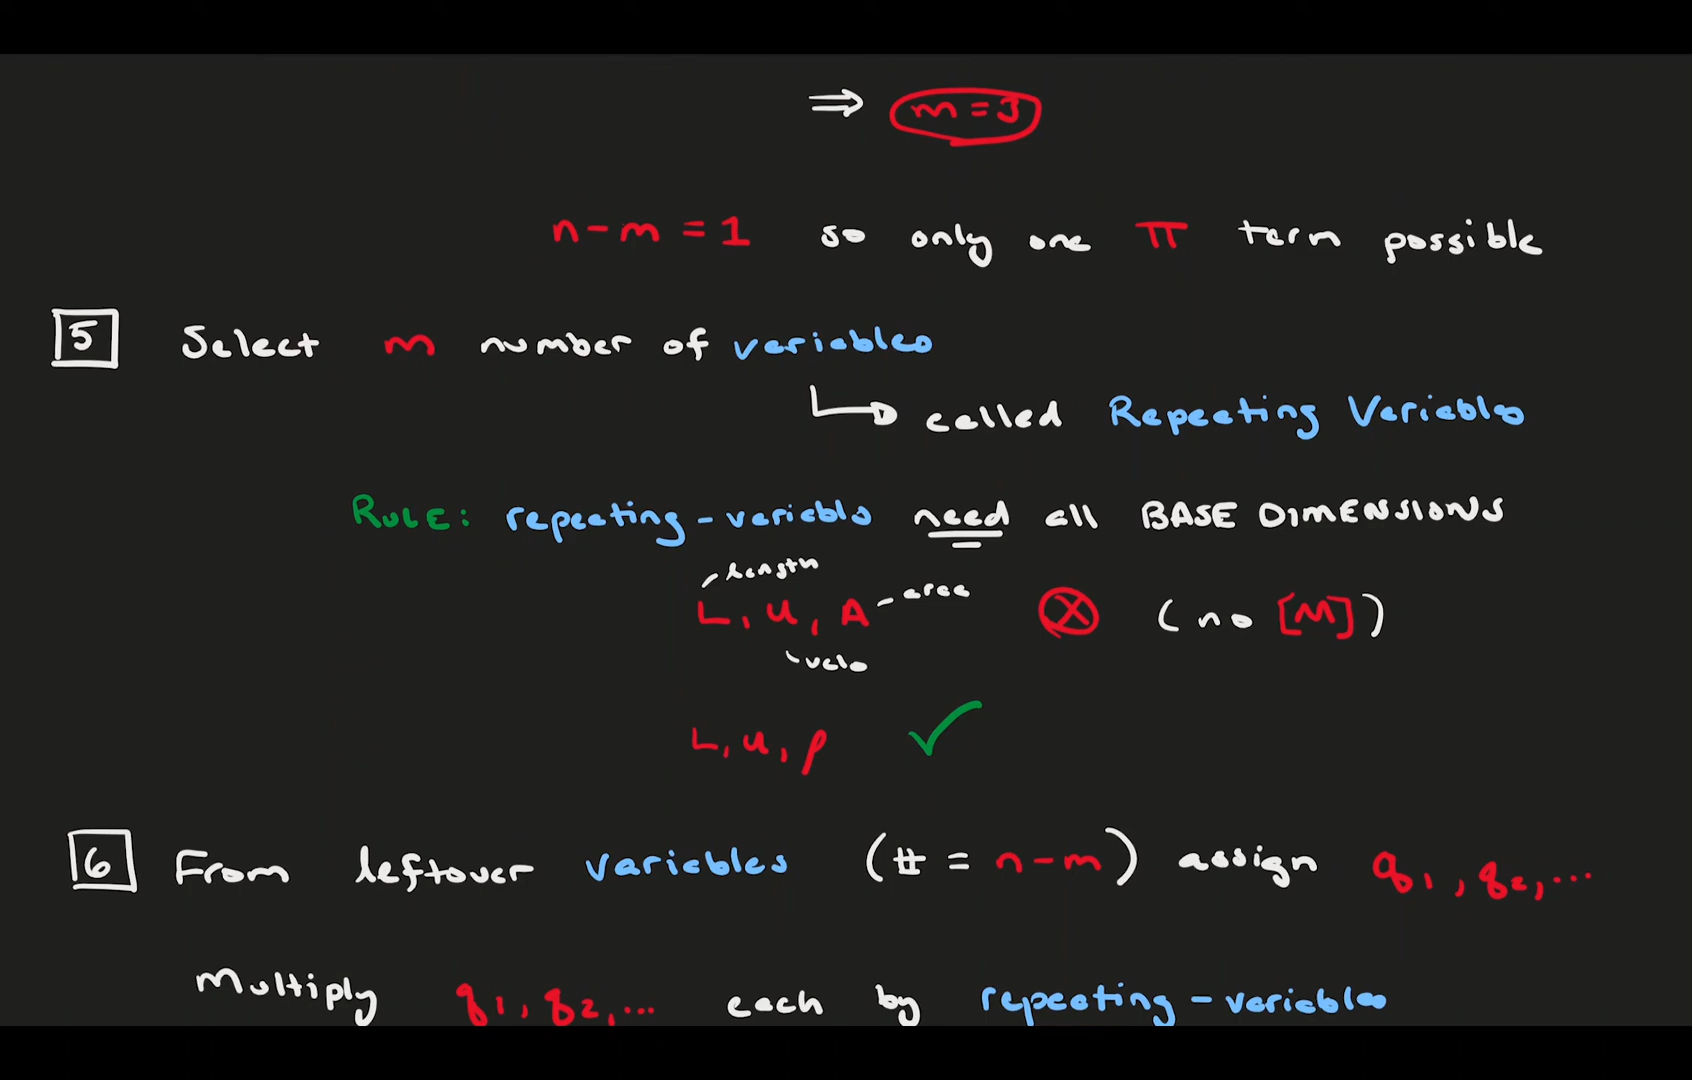 ⇒ m = 3
n - m = 1 so only one π term possible
5 Select m number of variables
↳ called Repeating Variables
RULE: repeating-variables need all BASE DIMENSIONS
length
L, u, A - area ⊗ (no [M])
velo
L, u, ρ ✓
6 From leftover variables (# = n - m) assign q₁, q₂, ...
Multiply q₁, q₂, ... each by repeating-variables